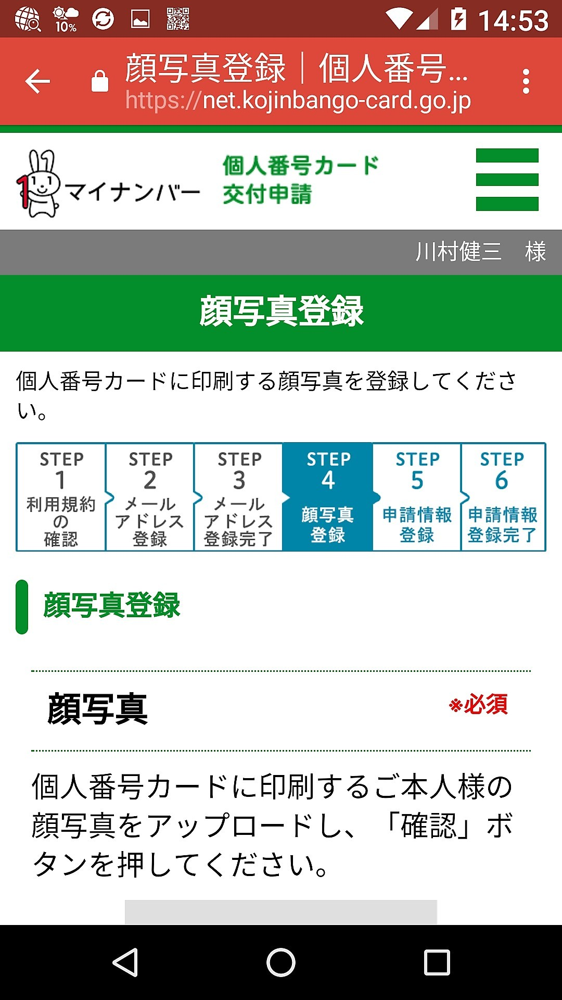 10%
14:53
顔写真登録｜個人番号...
https://net.kojinbango-card.go.jp
1
マイナンバー
個人番号カード
交付申請
川村健三　様
顔写真登録
個人番号カードに印刷する顔写真を登録してくださ
い。
STEP
1
利用規約
の
確認
STEP
2
メール
アドレス
登録
STEP
3
メール
アドレス
登録完了
STEP
4
顔写真
登録
STEP
5
申請情報
登録
STEP
6
申請情報
登録完了
顔写真登録
顔写真
※必須
個人番号カードに印刷するご本人様の
顔写真をアップロードし、「確認」ボ
タンを押してください。